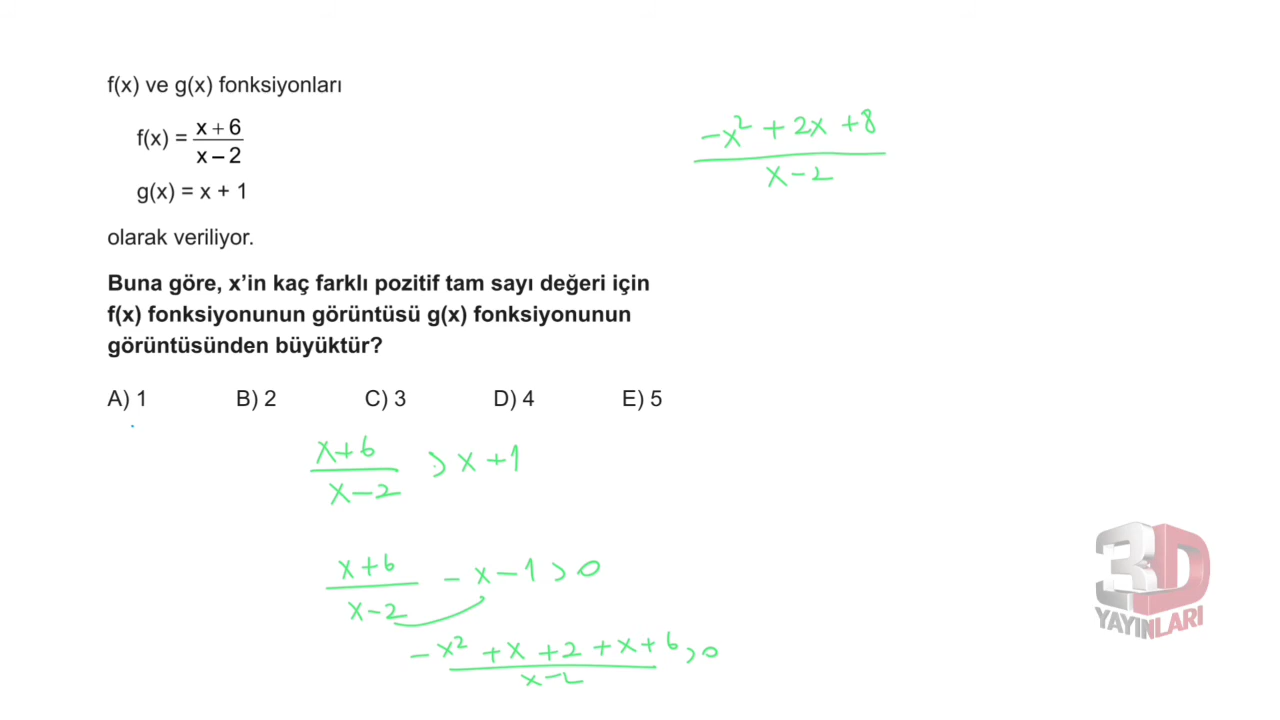 f(x) ve g(x) fonksiyonları
f(x) = x + 6 / x – 2
g(x) = x + 1
olarak veriliyor.
Buna göre, x’in kaç farklı pozitif tam sayı değeri için
f(x) fonksiyonunun görüntüsü g(x) fonksiyonunun
görüntüsünden büyüktür?
A) 1 B) 2 C) 3 D) 4 E) 5
x+6 / x-2 > x+1
x+6 / x-2 - x - 1 > 0
-x² + x + 2 + x + 6 / x-2 > 0
-x² + 2x + 8
x-2
3D
YAYINLARI